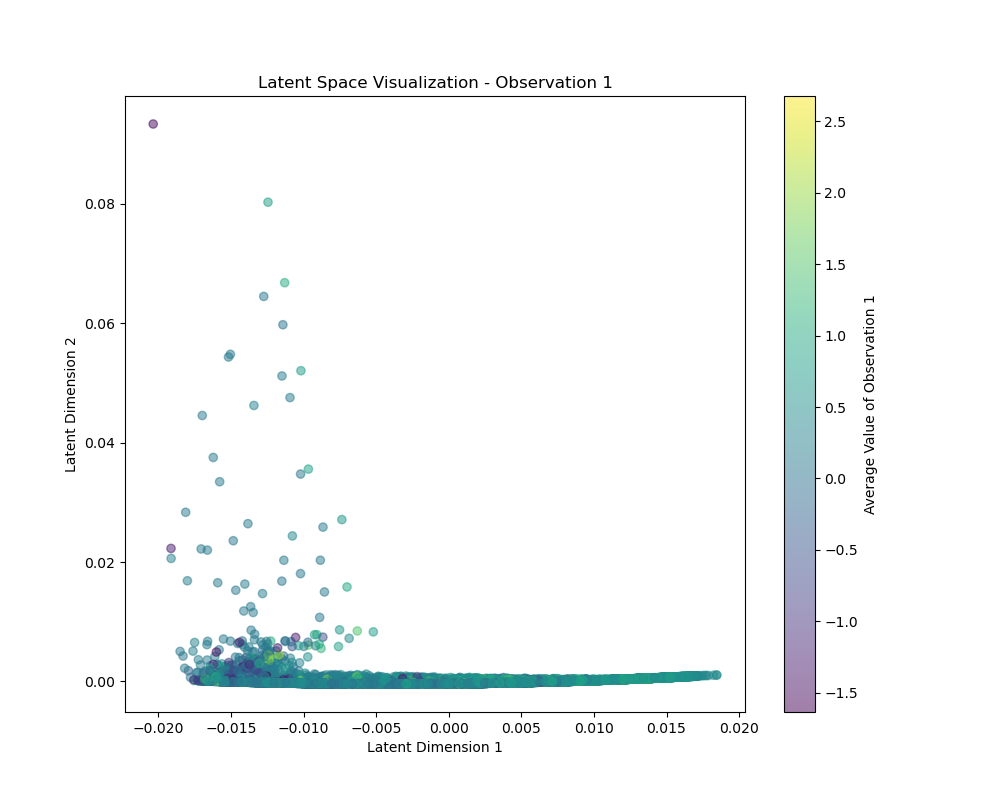 Latent Space Visualization - Observation 1
Latent Dimension 2
0.08
0.06
0.04
0.02
0.00
−0.020 −0.015 −0.010 −0.005 0.000 0.005 0.010 0.015 0.020
Latent Dimension 1
2.5
2.0
1.5
1.0
0.5
0.0
−0.5
−1.0
−1.5
Average Value of Observation 1